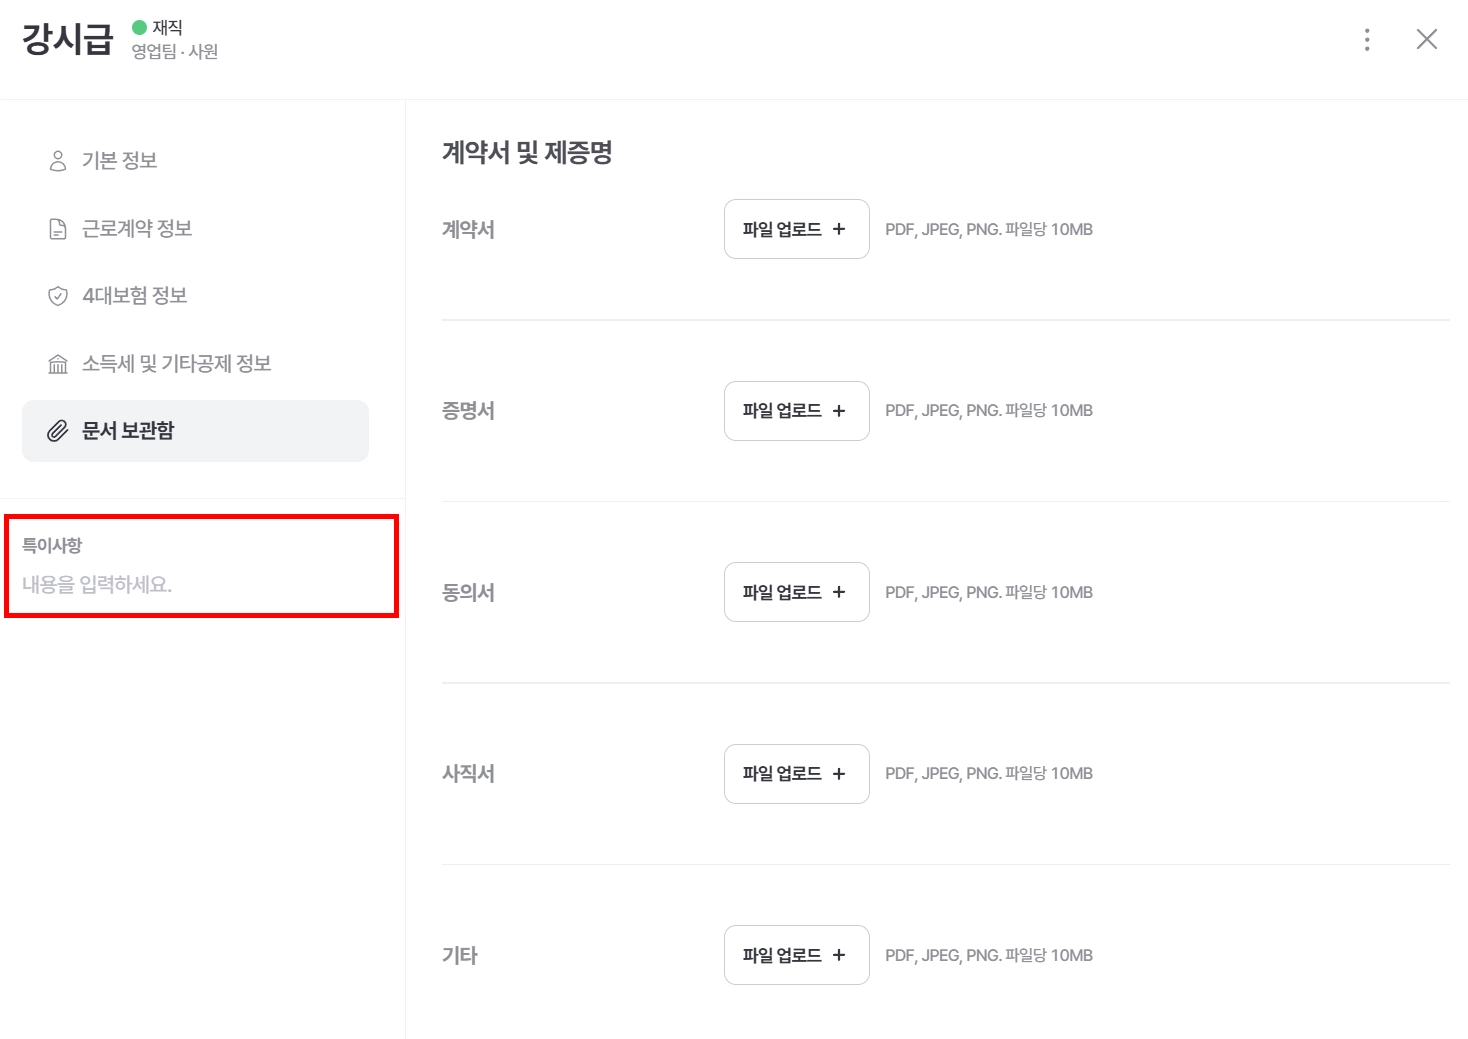 강시급
재직
영업팀 · 사원
기본 정보
근로계약 정보
4대보험 정보
소득세 및 기타공제 정보
문서 보관함
특이사항
내용을 입력하세요.
계약서 및 제증명
계약서 파일 업로드 + PDF, JPEG, PNG. 파일당 10MB
증명서 파일 업로드 + PDF, JPEG, PNG. 파일당 10MB
동의서 파일 업로드 + PDF, JPEG, PNG. 파일당 10MB
사직서 파일 업로드 + PDF, JPEG, PNG. 파일당 10MB
기타 파일 업로드 + PDF, JPEG, PNG. 파일당 10MB